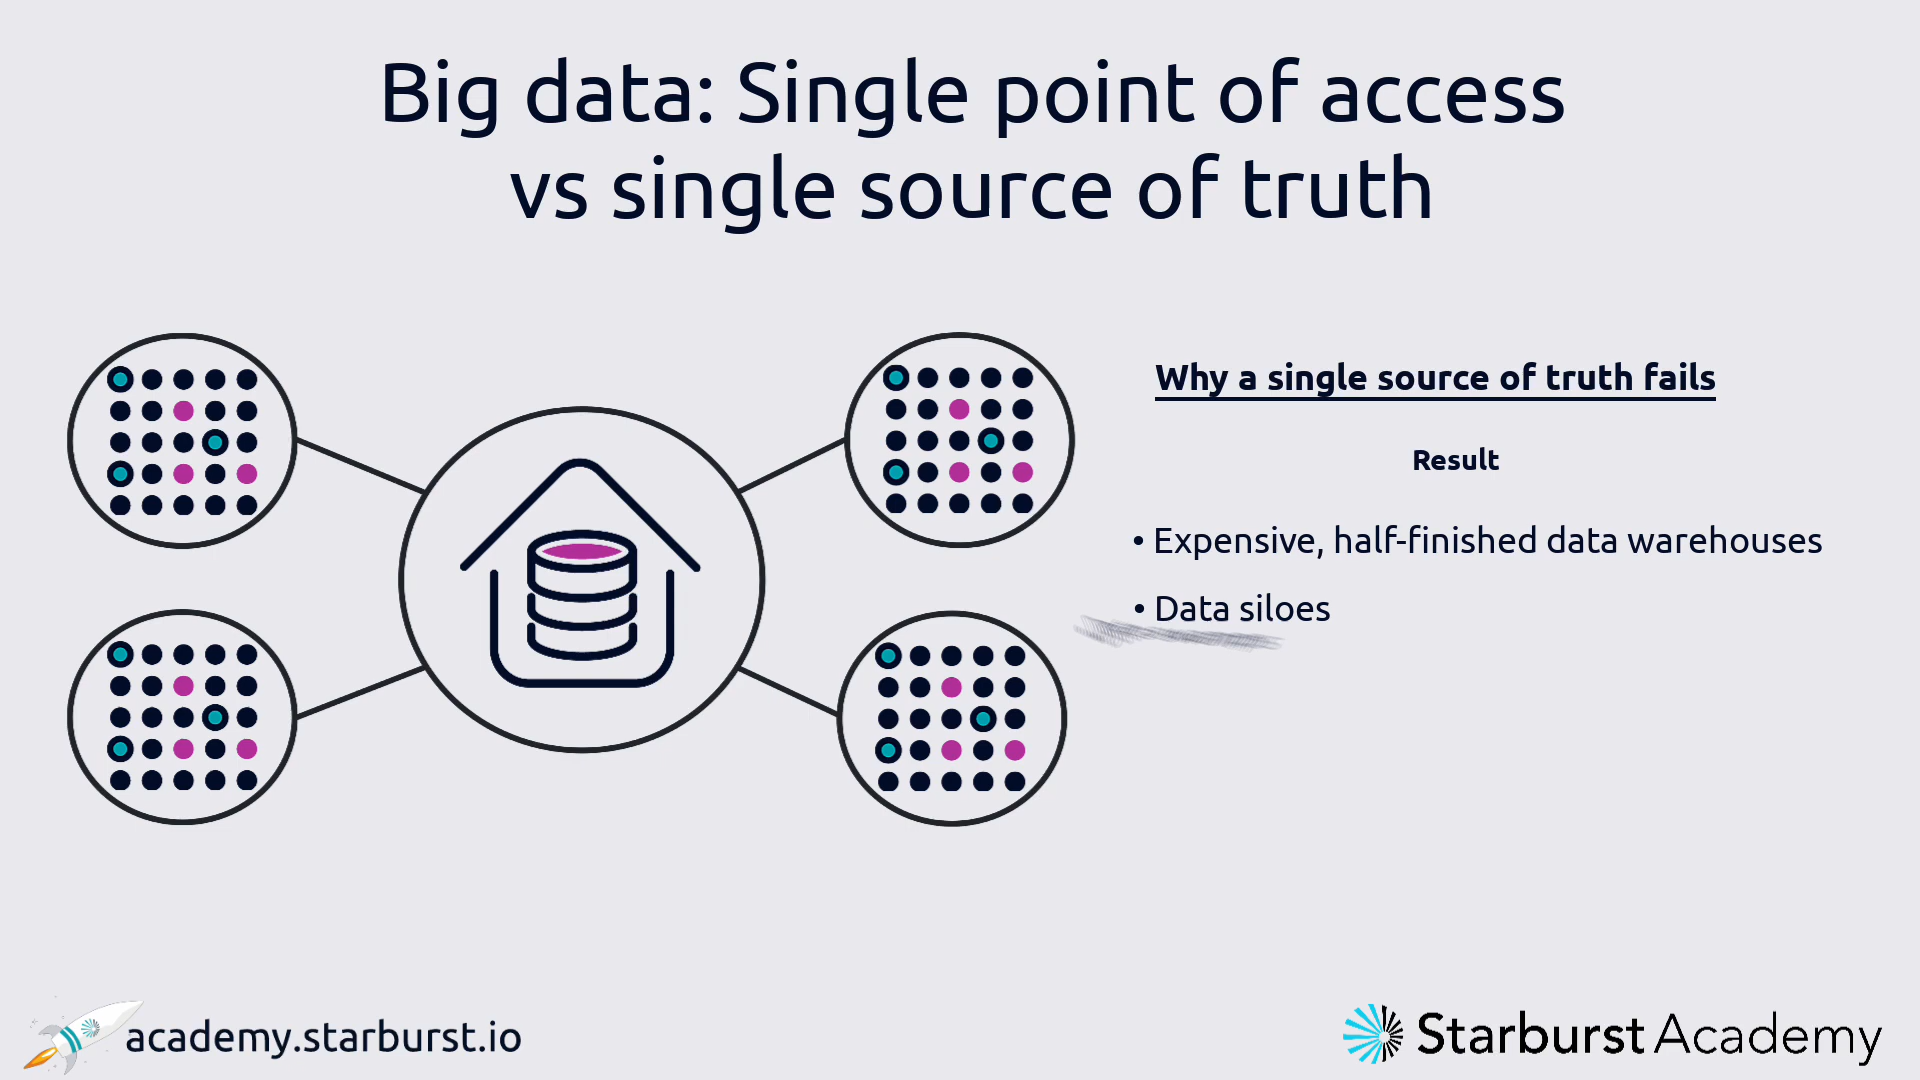 Big data: Single point of access
vs single source of truth
Why a single source of truth fails
Result
• Expensive, half-finished data warehouses
• Data siloes
academy.starburst.io
Starburst Academy